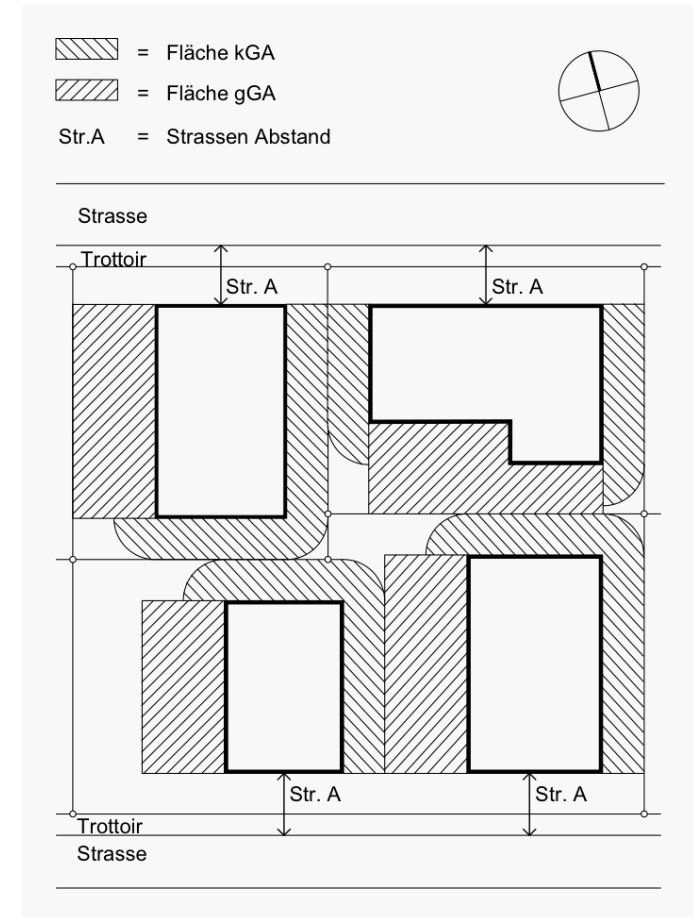 = Fläche kGA
= Fläche gGA
Str.A = Strassen Abstand
Strasse
Trottoir
Str. A
Str. A
Str. A
Str. A
Trottoir
Strasse